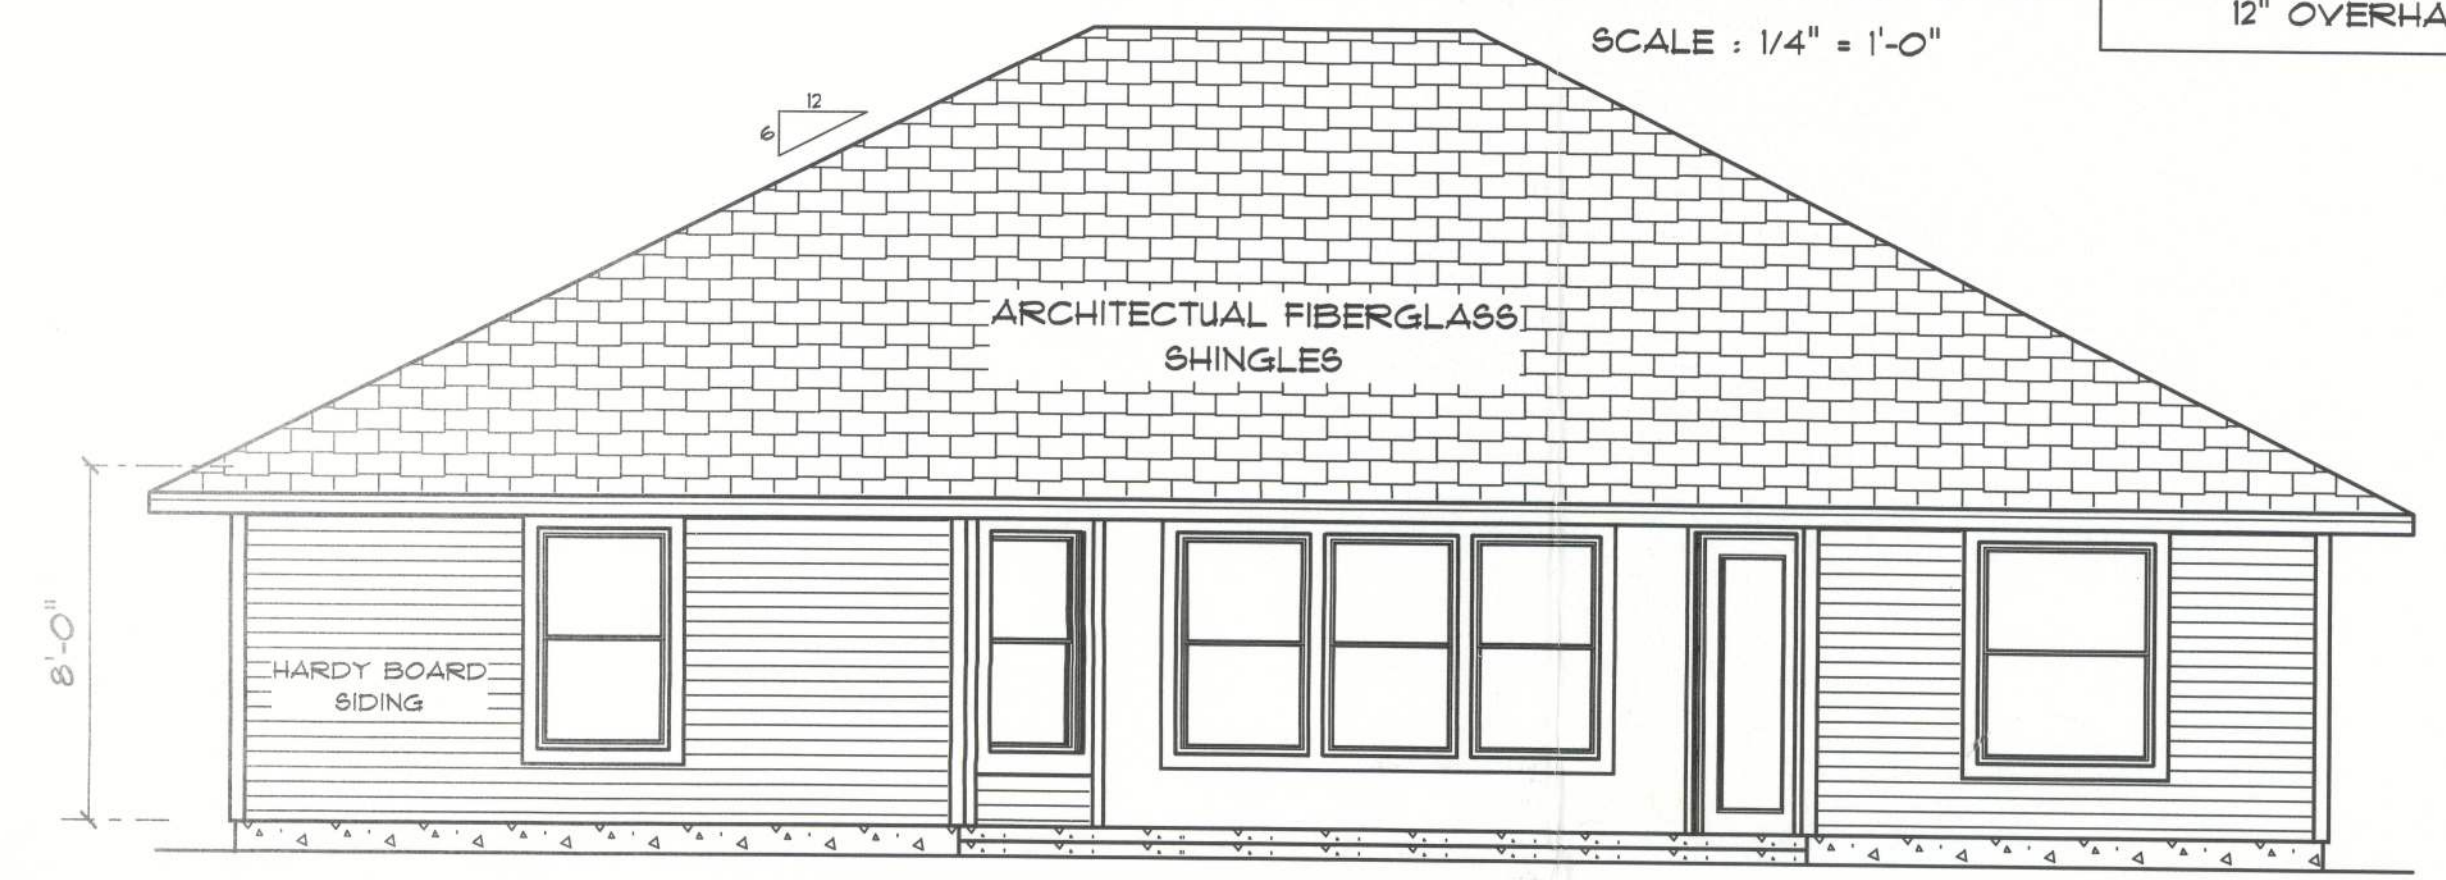 12" OVERHA
SCALE : 1/4" = 1'-0"
12
6
ARCHITECTUAL FIBERGLASS
SHINGLES
8'-0"
HARDY BOARD
SIDING